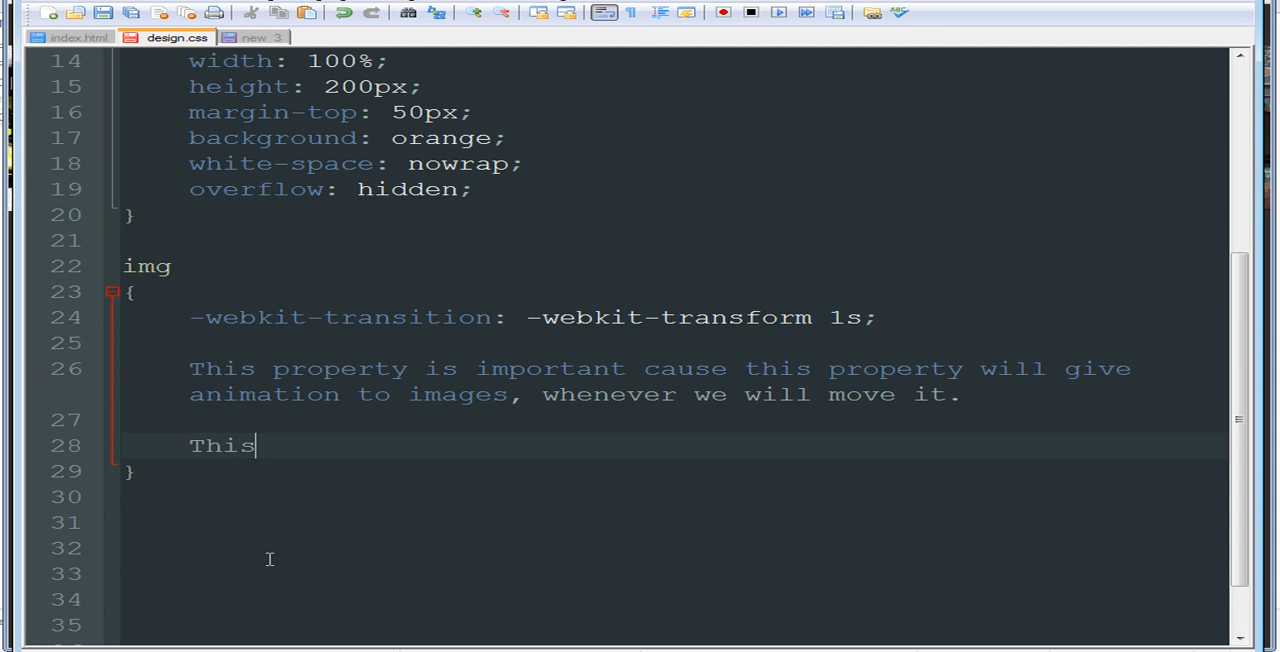 index.html design.css new 3
14 width: 100%;
15 height: 200px;
16 margin-top: 50px;
17 background: orange;
18 white-space: nowrap;
19 overflow: hidden;
20 }
21
22 img
23 {
24 -webkit-transition: -webkit-transform 1s;
25
26 This property is important cause this property will give
animation to images, whenever we will move it.
27
28 This
29 }
30
31
32
33
34
35